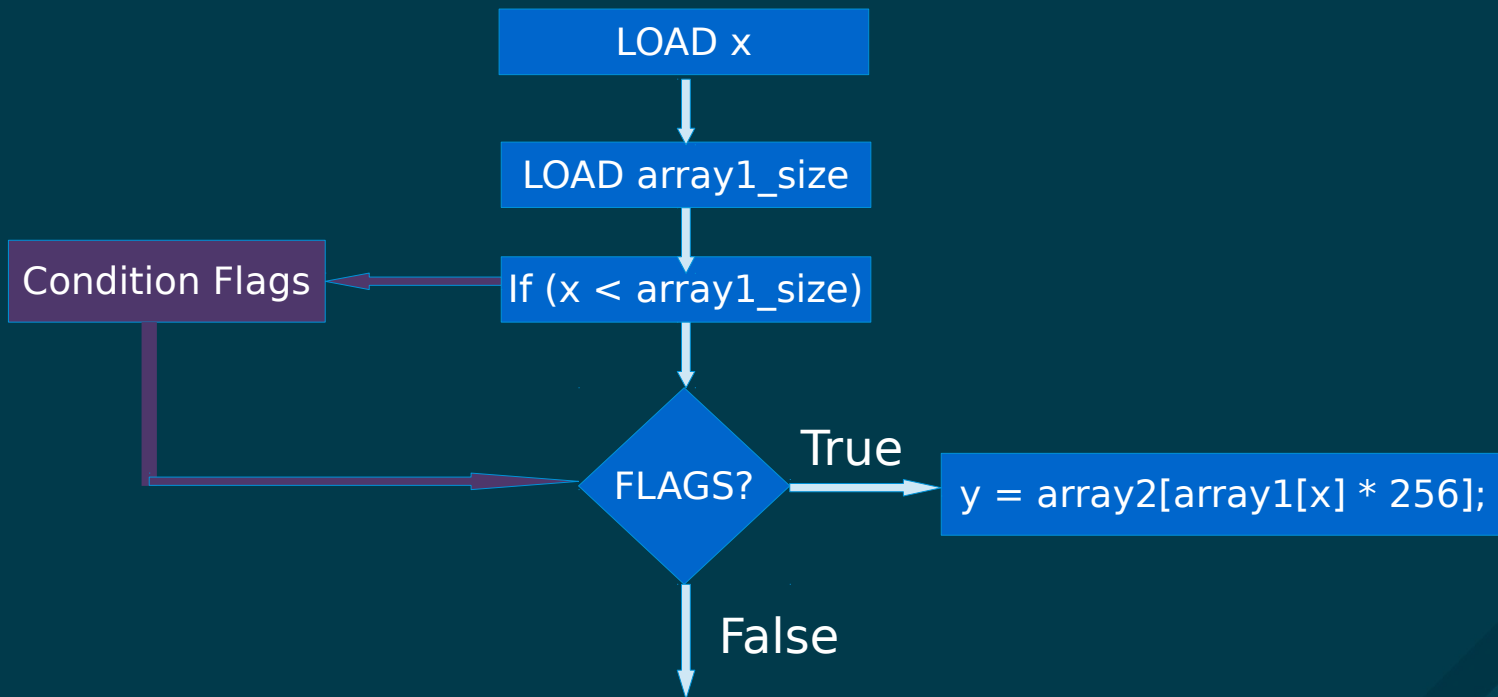 LOAD x
LOAD array1_size
Condition Flags
If (x < array1_size)
FLAGS?
True
y = array2[array1[x] * 256];
False